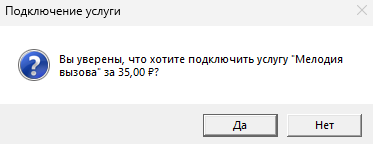 Подключение услуги
Вы уверены, что хотите подключить услугу "Мелодия
вызова" за 35,00 ₽?
Да
Нет